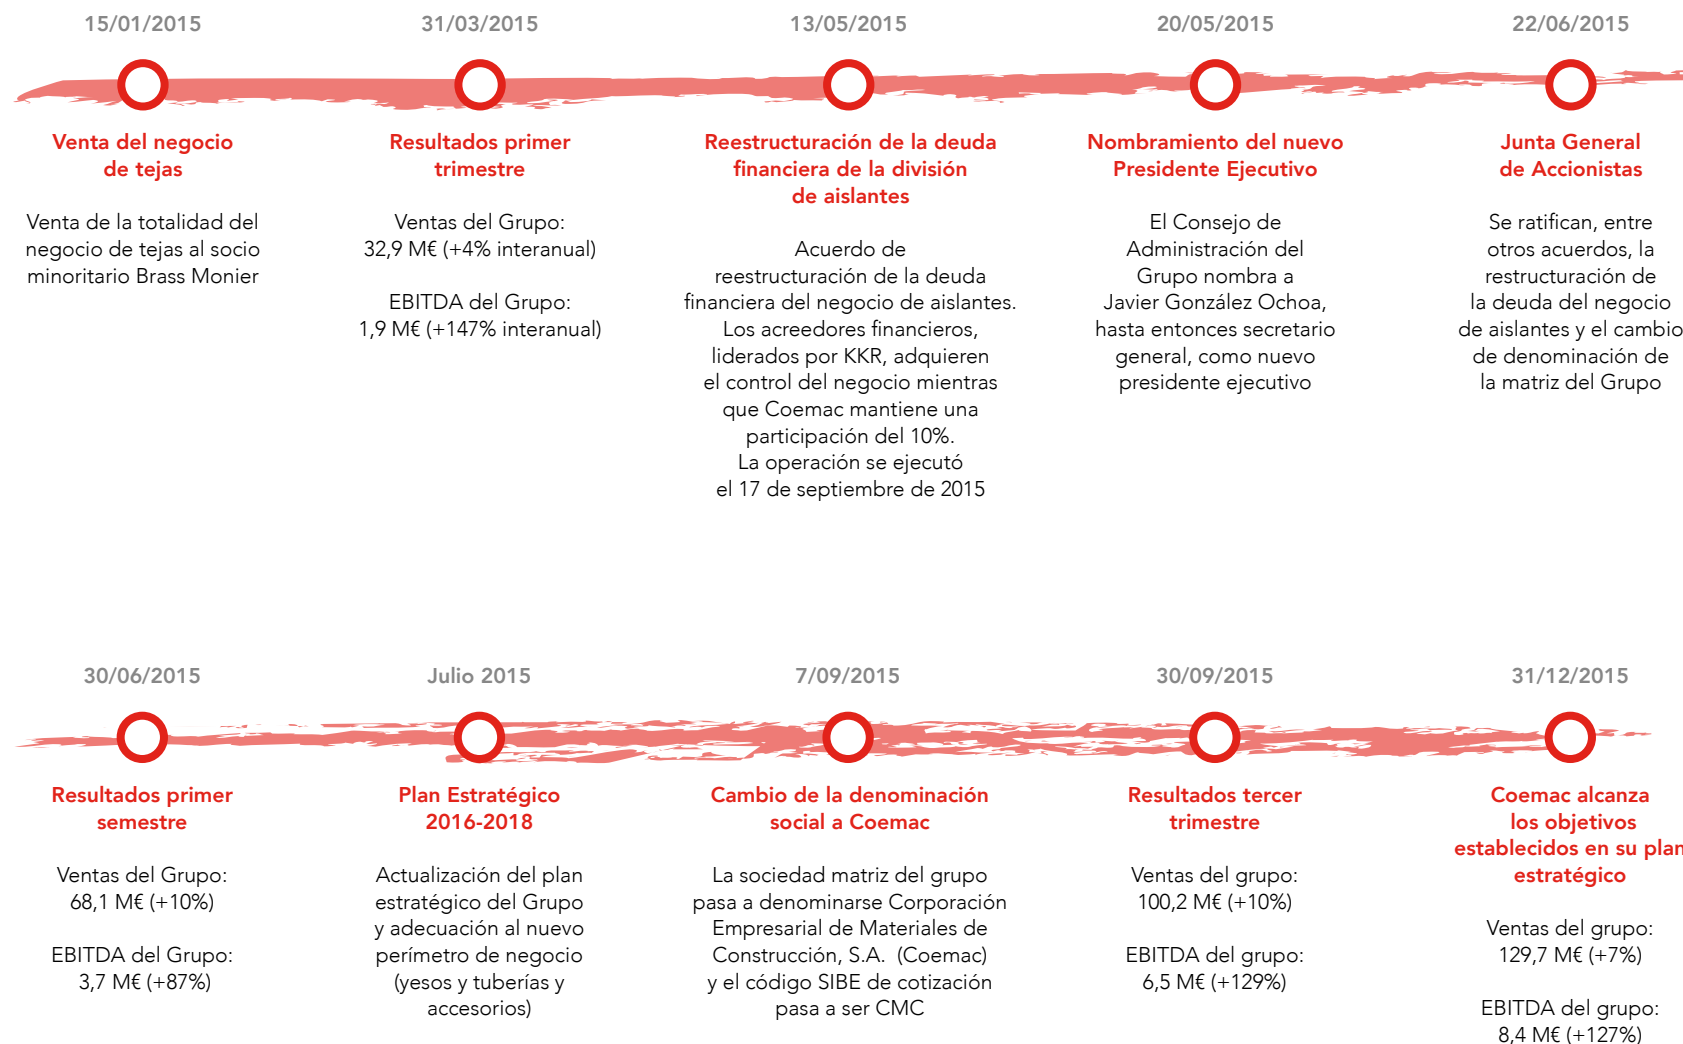 15/01/2015
Venta del negocio
de tejas
Venta de la totalidad del
negocio de tejas al socio
minoritario Brass Monier
31/03/2015
Resultados primer
trimestre
Ventas del Grupo:
32,9 M€ (+4% interanual)
EBITDA del Grupo:
1,9 M€ (+147% interanual)
13/05/2015
Reestructuración de la deuda
financiera de la división
de aislantes
Acuerdo de
reestructuración de la deuda
financiera del negocio de aislantes.
Los acreedores financieros,
liderados por KKR, adquieren
el control del negocio mientras
que Coemac mantiene una
participación del 10%.
La operación se ejecutó
el 17 de septiembre de 2015
20/05/2015
Nombramiento del nuevo
Presidente Ejecutivo
El Consejo de
Administración del
Grupo nombra a
Javier González Ochoa,
hasta entonces secretario
general, como nuevo
presidente ejecutivo
22/06/2015
Junta General
de Accionistas
Se ratifican, entre
otros acuerdos, la
restructuración de
la deuda del negocio
de aislantes y el cambio
de denominación de
la matriz del Grupo
30/06/2015
Resultados primer
semestre
Ventas del Grupo:
68,1 M€ (+10%)
EBITDA del Grupo:
3,7 M€ (+87%)
Julio 2015
Plan Estratégico
2016-2018
Actualización del plan
estratégico del Grupo
y adecuación al nuevo
perímetro de negocio
(yesos y tuberías y
accesorios)
7/09/2015
Cambio de la denominación
social a Coemac
La sociedad matriz del grupo
pasa a denominarse Corporación
Empresarial de Materiales de
Construcción, S.A. (Coemac)
y el código SIBE de cotización
pasa a ser CMC
30/09/2015
Resultados tercer
trimestre
Ventas del grupo:
100,2 M€ (+10%)
EBITDA del grupo:
6,5 M€ (+129%)
31/12/2015
Coemac alcanza
los objetivos
establecidos en su plan
estratégico
Ventas del grupo:
129,7 M€ (+7%)
EBITDA del grupo:
8,4 M€ (+127%)